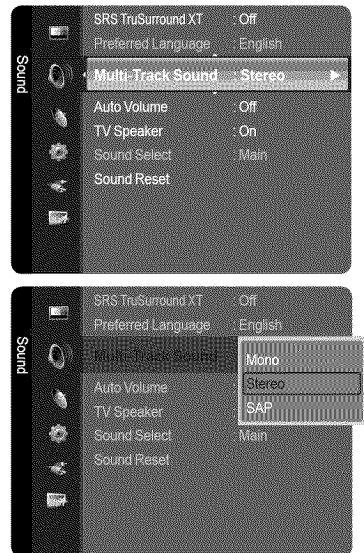 Sound
SRS TruSurround XT : Off
Preferred Language : English
Multi-Track Sound : Stereo
Auto Volume : Off
TV Speaker : On
Sound Select : Main
Sound Reset
Sound
SRS TruSurround XT : Off
Preferred Language : English
Multi-Track Sound
Mono
Stereo
SAP
Auto Volume :
TV Speaker :
Sound Select : Main
Sound Reset